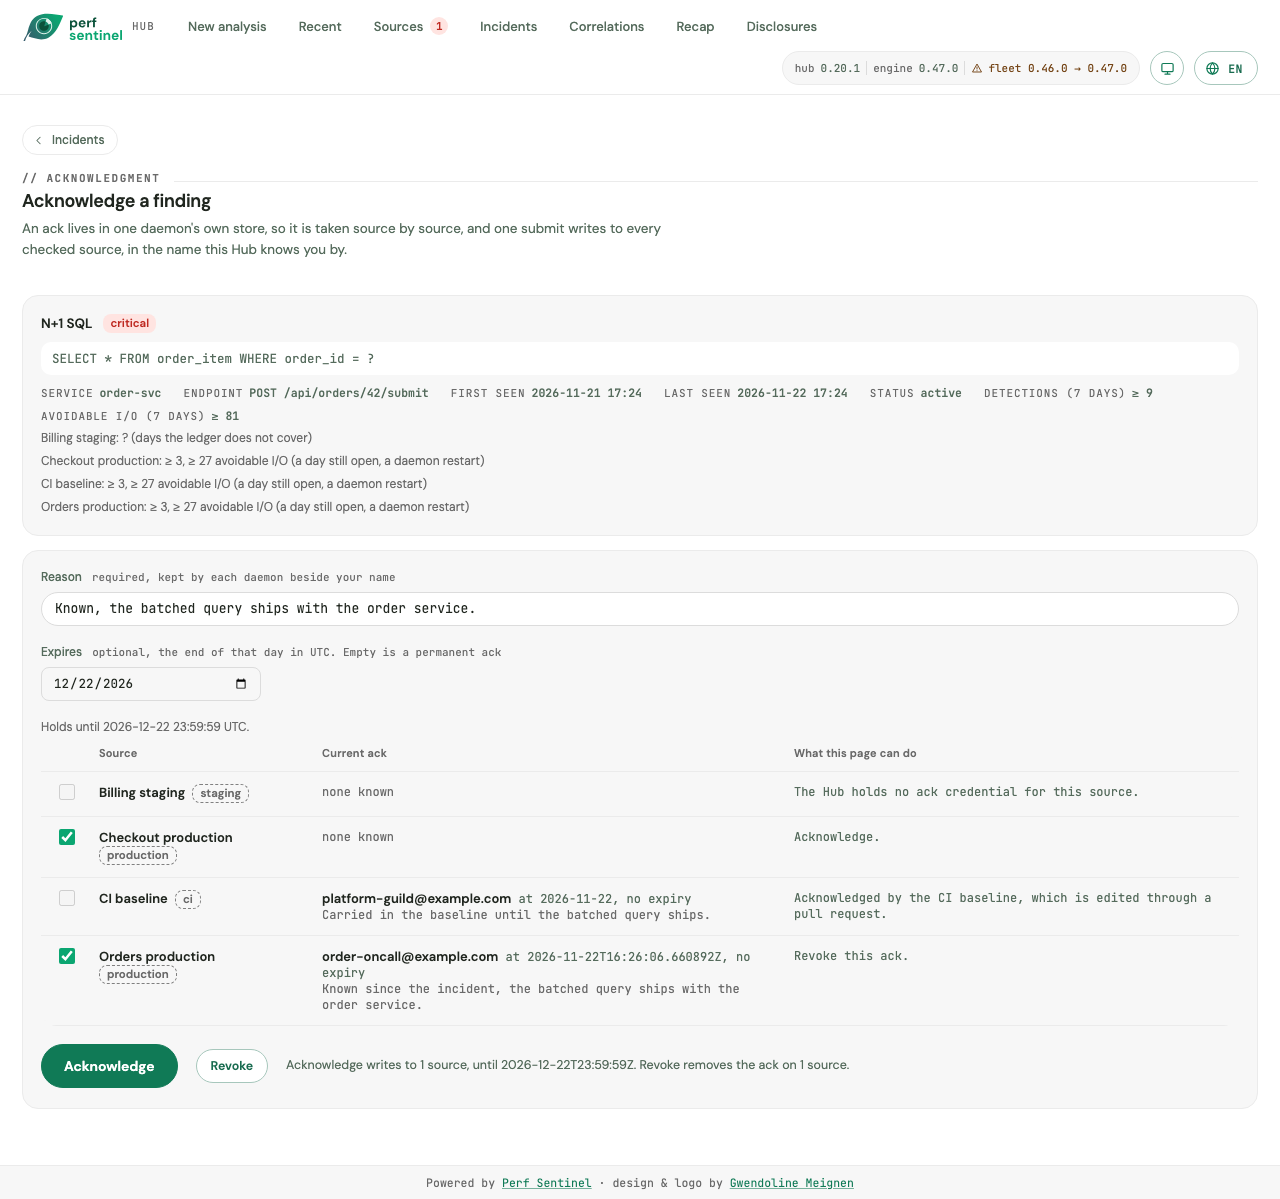 perf sentinel HUB New analysis Recent Sources 1 Incidents Correlations Recap Disclosures
hub 0.20.1 engine 0.47.0 fleet 0.46.0 → 0.47.0 EN
Incidents
// ACKNOWLEDGMENT
Acknowledge a finding
An ack lives in one daemon's own store, so it is taken source by source, and one submit writes to every
checked source, in the name this Hub knows you by.
N+1 SQL critical
SELECT * FROM order_item WHERE order_id = ?
SERVICE order-svc ENDPOINT POST /api/orders/42/submit FIRST SEEN 2026-11-21 17:24 LAST SEEN 2026-11-22 17:24 STATUS active DETECTIONS (7 DAYS) ≥ 9
AVOIDABLE I/O (7 DAYS) ≥ 81
Billing staging: ? (days the ledger does not cover)
Checkout production: ≥ 3, ≥ 27 avoidable I/O (a day still open, a daemon restart)
CI baseline: ≥ 3, ≥ 27 avoidable I/O (a day still open, a daemon restart)
Orders production: ≥ 3, ≥ 27 avoidable I/O (a day still open, a daemon restart)
Reason required, kept by each daemon beside your name
Known, the batched query ships with the order service.
Expires optional, the end of that day in UTC. Empty is a permanent ack
12/22/2026
Holds until 2026-12-22 23:59:59 UTC.
Source Current ack What this page can do
Billing staging staging none known The Hub holds no ack credential for this source.
Checkout production none known Acknowledge.
production
CI baseline ci platform-guild@example.com at 2026-11-22, no expiry Acknowledged by the CI baseline, which is edited through a
Carried in the baseline until the batched query ships. pull request.
Orders production order-oncall@example.com at 2026-11-22T16:26:06.660892Z, no Revoke this ack.
production expiry
Known since the incident, the batched query ships with the
order service.
Acknowledge Revoke Acknowledge writes to 1 source, until 2026-12-22T23:59:59Z. Revoke removes the ack on 1 source.
Powered by Perf Sentinel · design & logo by Gwendoline Meignen